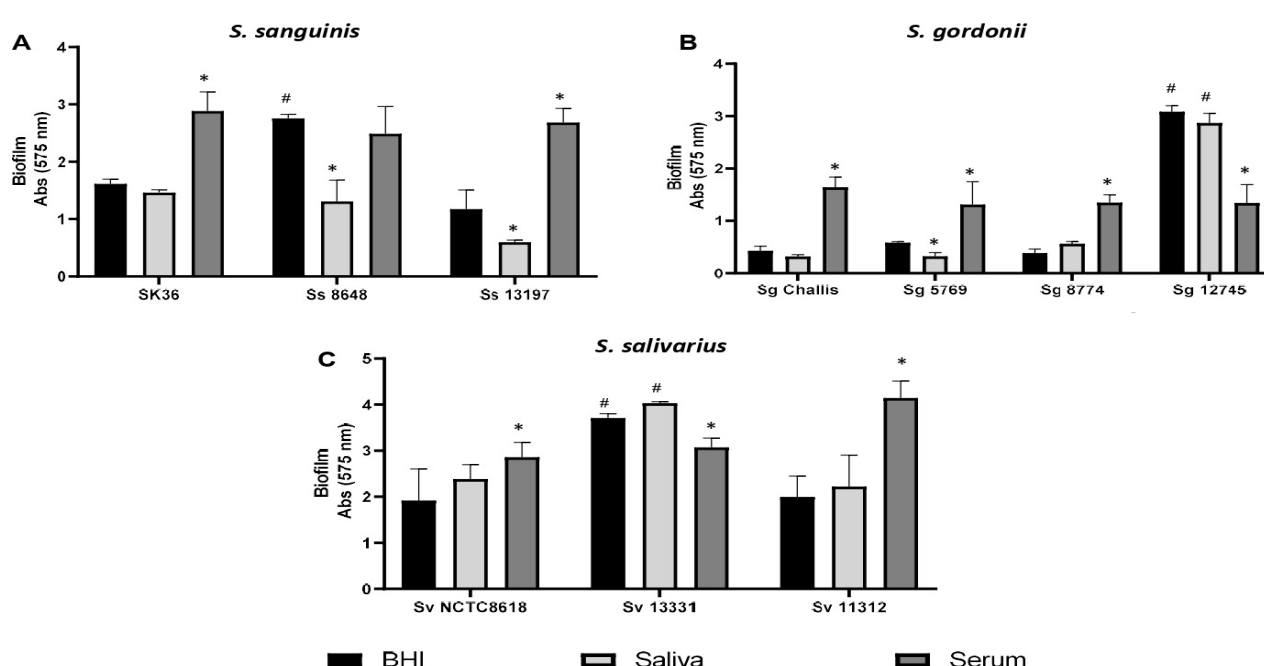 S. sanguinis
A
4
3
2
1
0
Biofilm
Abs (575 nm)
*
#
*
*
*
SK36
Ss 8648
Ss 13197
S. gordonii
B
4
3
2
1
0
Biofilm
Abs (575 nm)
*
*
*
*
#
#
*
Sg Challis
Sg 5769
Sg 8774
Sg 12745
S. salivarius
C
5
4
3
2
1
0
Biofilm
Abs (575 nm)
*
#
#
*
*
Sv NCTC8618
Sv 13331
Sv 11312
BHI
Saliva
Serum